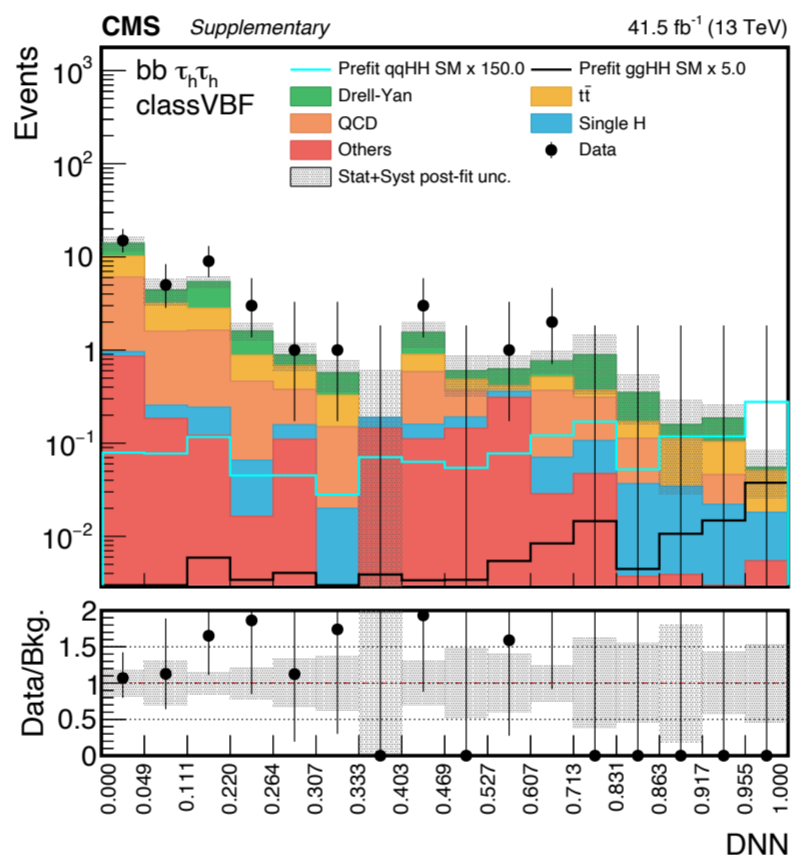 CMS Supplementary 41.5 fb⁻¹ (13 TeV)
Events
bb τₕτₕ
classVBF
Prefit qqHH SM x 150.0
Prefit ggHH SM x 5.0
Drell-Yan
tt̄
QCD
Single H
Others
Data
Stat+Syst post-fit unc.
10³
10²
10
1
10⁻¹
10⁻²
Data/Bkg.
2
1.5
1
0.5
0
0.000 0.049 0.111 0.220 0.264 0.307 0.333 0.403 0.469 0.527 0.607 0.713 0.831 0.863 0.917 0.955 1.000
DNN